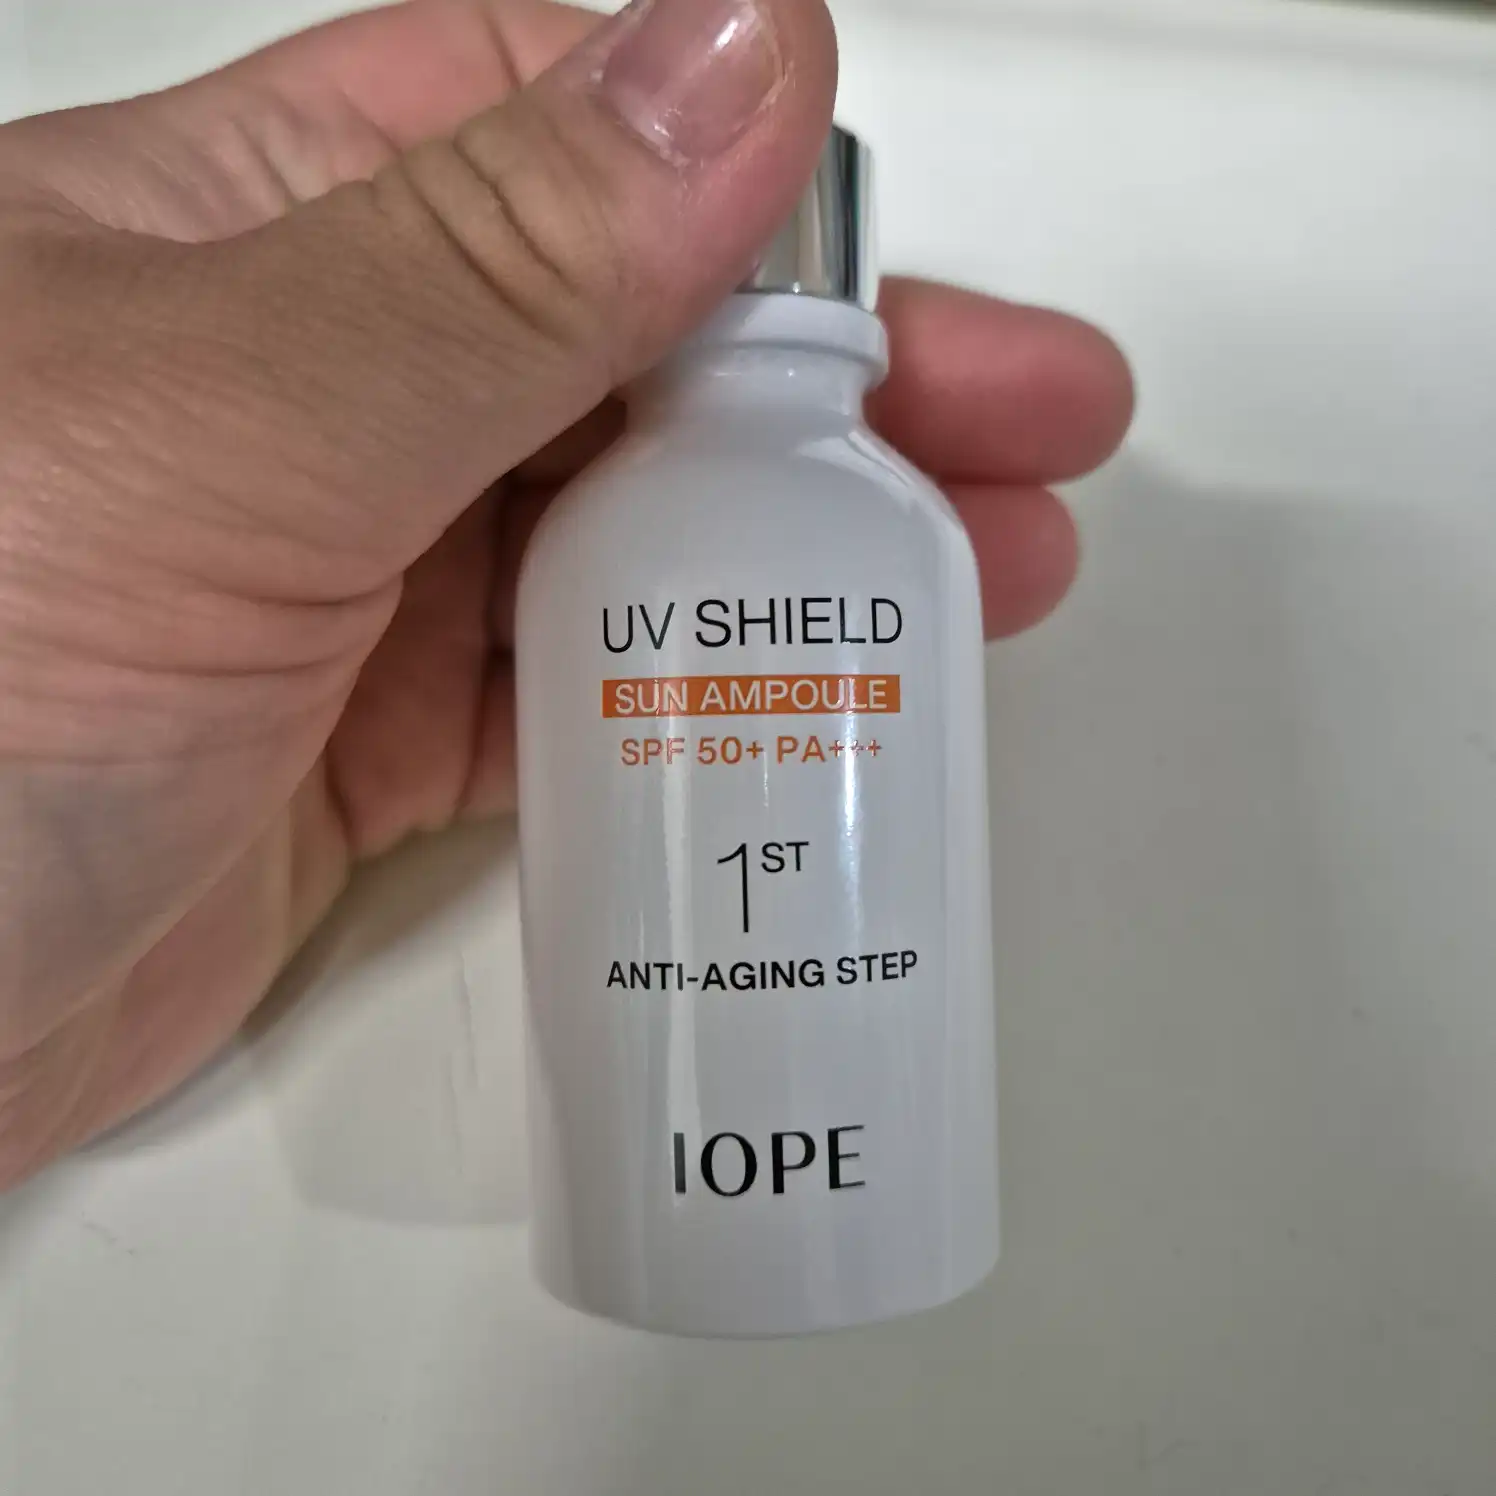 UV SHIELD
SUN AMPOULE
SPF 50+ PA+++
1ST
ANTI-AGING STEP
IOPE